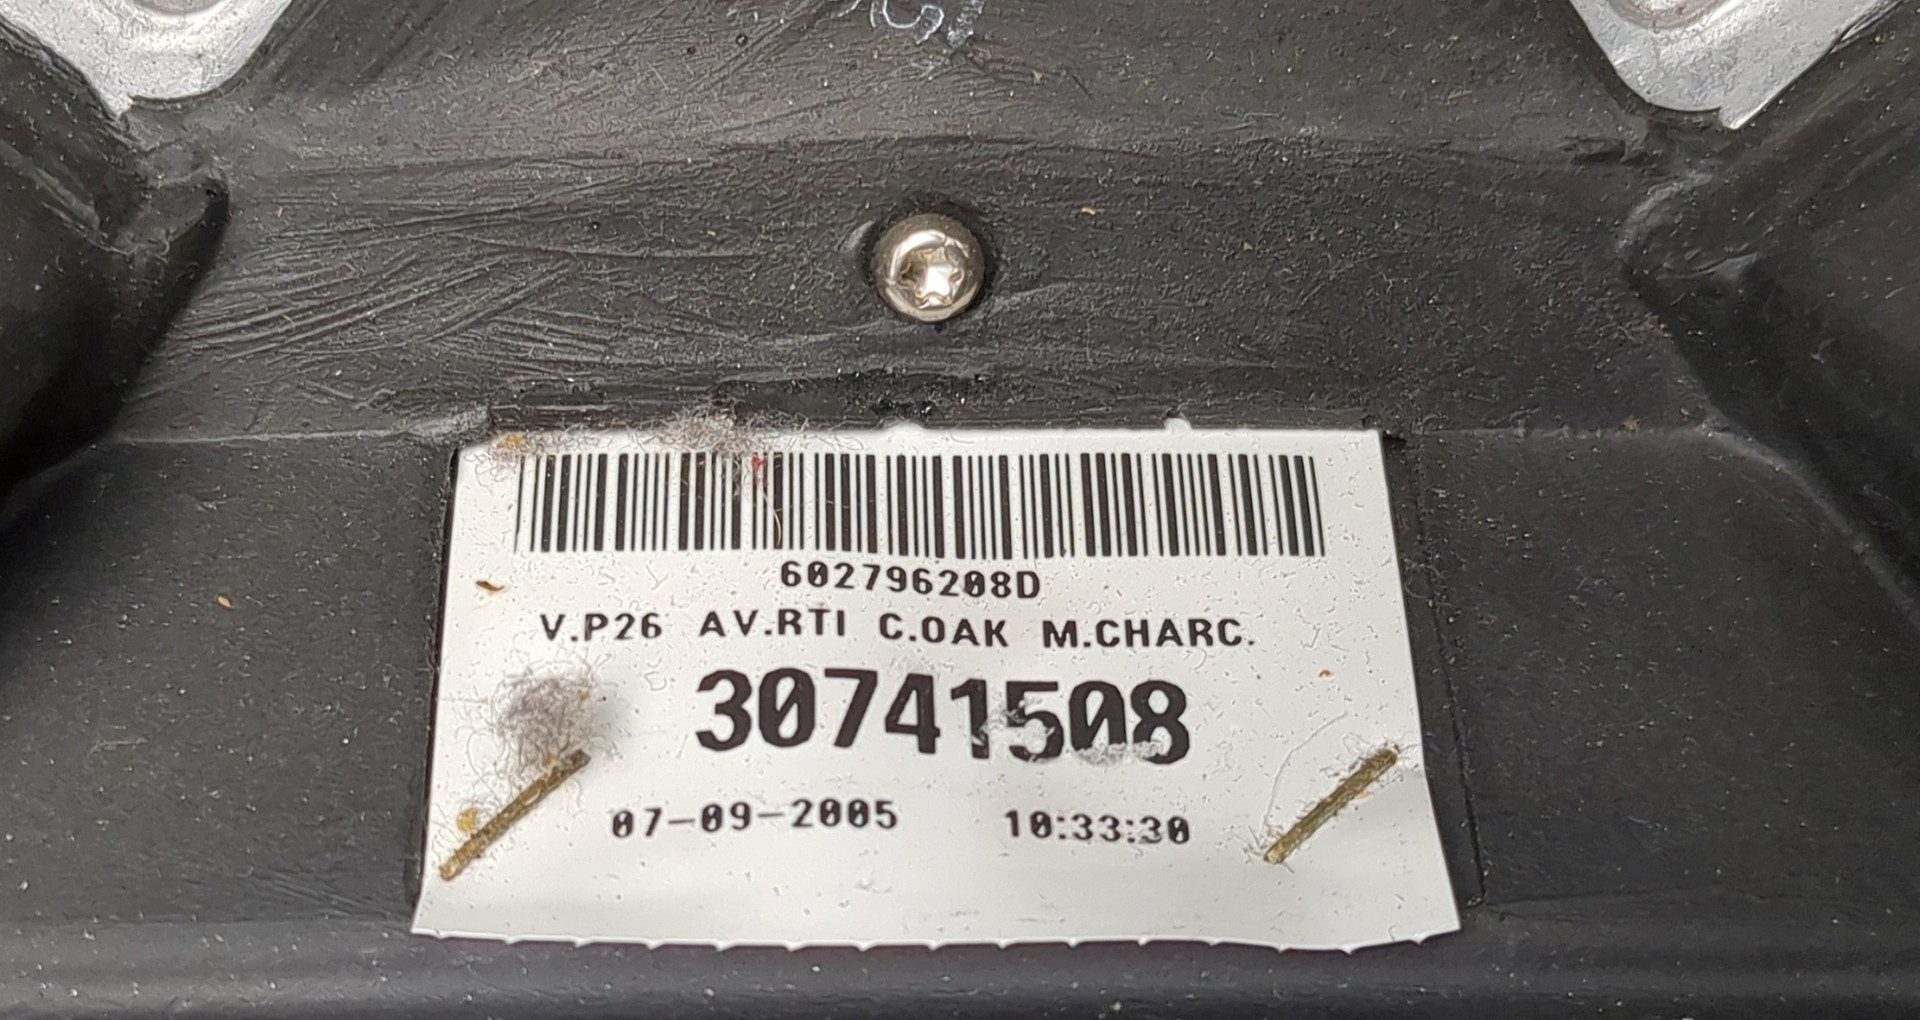 602796208D
V.P26 AV.RTI C.OAK M.CHARC.
30741508
07-09-2005 10:33:30